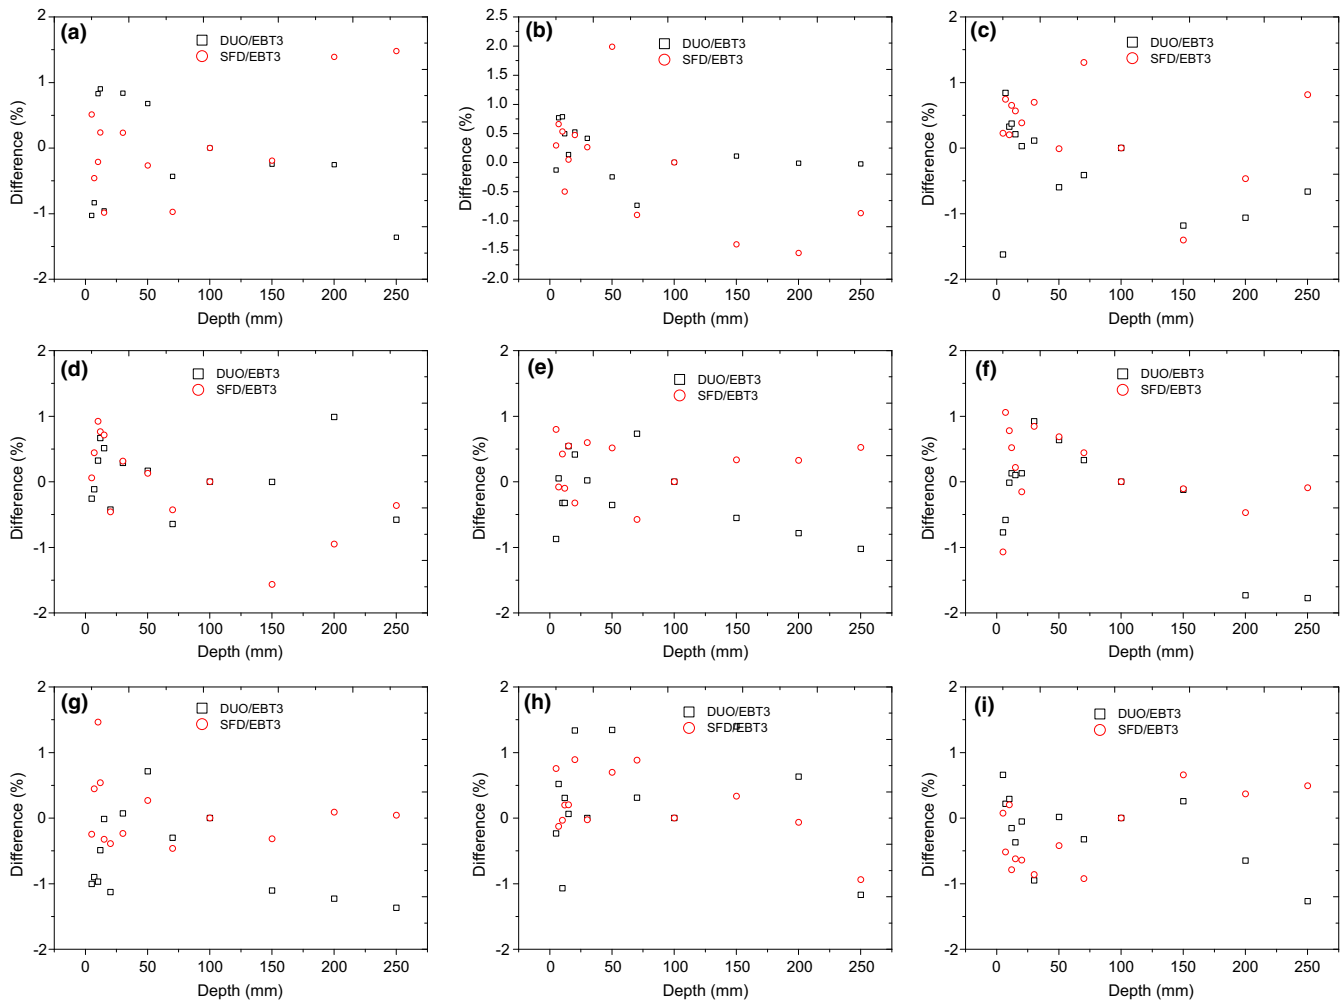 (a)
DUO/EBT3
SFD/EBT3
Difference (%)
2
1
0
-1
-2
0 50 100 150 200 250
Depth (mm)
(b)
DUO/EBT3
SFD/EBT3
Difference (%)
2.5
2.0
1.5
1.0
0.5
0.0
-0.5
-1.0
-1.5
2.0
0 50 100 150 200 250
Depth (mm)
(c)
DUO/EBT3
SFD/EBT3
Difference (%)
2
1
0
-1
-2
0 50 100 150 200 250
Depth (mm)
(d)
DUO/EBT3
SFD/EBT3
Difference (%)
2
1
0
-1
-2
0 50 100 150 200 250
Depth (mm)
(e)
DUO/EBT3
SFD/EBT3
Difference (%)
2
1
0
-1
-2
0 50 100 150 200 250
Depth (mm)
(f)
DUO/EBT3
SFD/EBT3
Difference (%)
2
1
0
-1
-2
0 50 100 150 200 250
Depth (mm)
(g)
DUO/EBT3
SFD/EBT3
Difference (%)
2
1
0
-1
-2
0 50 100 150 200 250
Depth (mm)
(h)
DUO/EBT3
SFD/EBT3
Difference (%)
2
1
0
-1
-2
0 50 100 150 200 250
Depth (mm)
(i)
DUO/EBT3
SFD/EBT3
Difference (%)
2
1
0
-1
-2
0 50 100 150 200 250
Depth (mm)